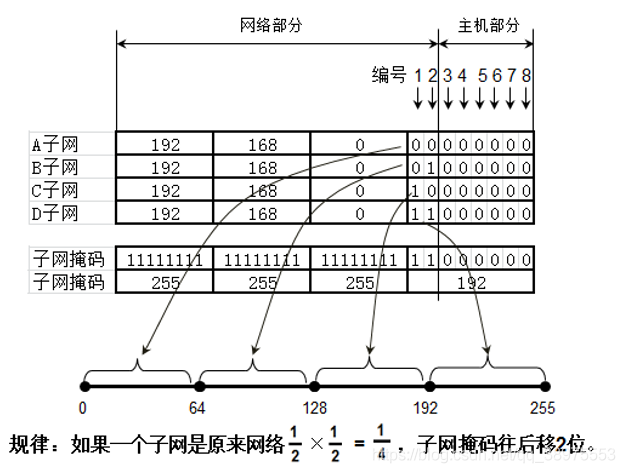 网络部分 主机部分
编号 1 2 3 4 5 6 7 8
A子网 192 168 0 0 0 0 0 0 0 0 0
B子网 192 168 0 0 1 0 0 0 0 0 0
C子网 192 168 0 1 0 0 0 0 0 0 0
D子网 192 168 0 1 1 0 0 0 0 0 0
子网掩码 11111111 11111111 11111111 1 1 0 0 0 0 0 0
子网掩码 255 255 255 192
0 64 128 192 255
规律：如果一个子网是原来网络 1/2 × 1/2 = 1/4 ，子网掩码往后移2位。